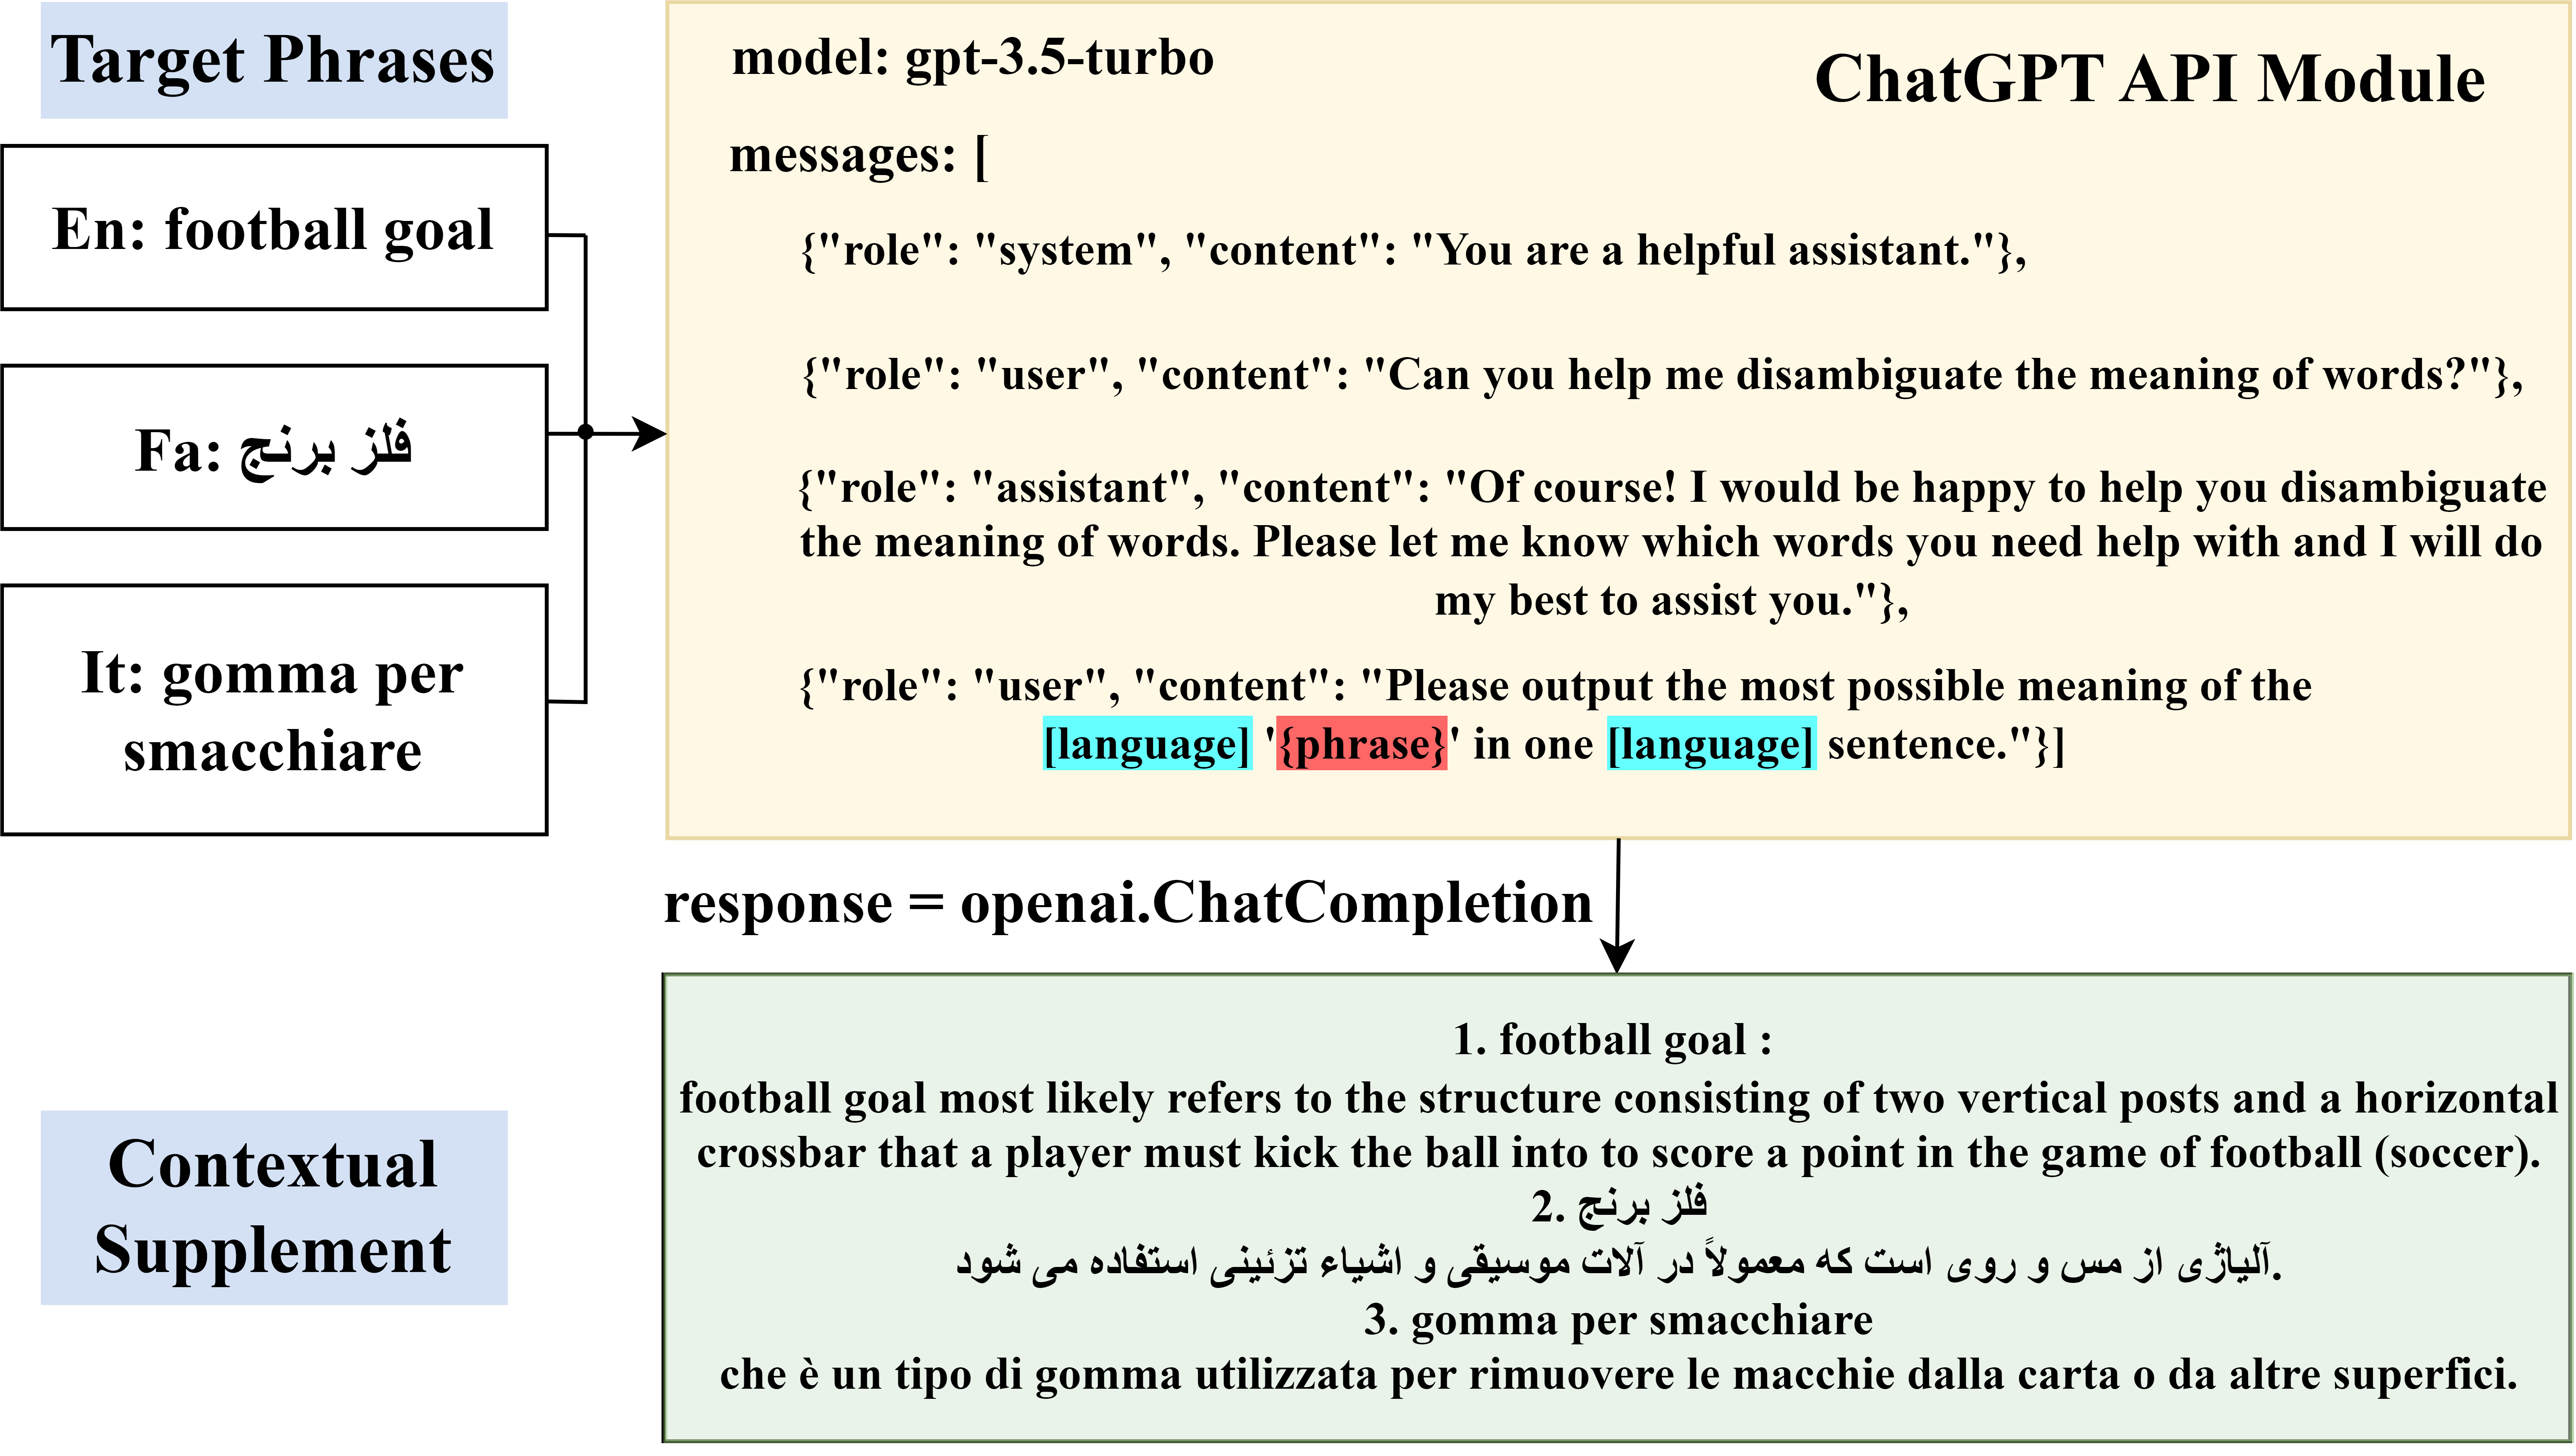 Target Phrases
En: football goal
Fa: فلز برنج
It: gomma per
smacchiare
model: gpt-3.5-turbo
ChatGPT API Module
messages: [
{"role": "system", "content": "You are a helpful assistant."},
{"role": "user", "content": "Can you help me disambiguate the meaning of words?"},
{"role": "assistant", "content": "Of course! I would be happy to help you disambiguate
the meaning of words. Please let me know which words you need help with and I will do
my best to assist you."},
{"role": "user", "content": "Please output the most possible meaning of the
[language] '{phrase}' in one [language] sentence."}]
response = openai.ChatCompletion
Contextual
Supplement
1. football goal :
football goal most likely refers to the structure consisting of two vertical posts and a horizontal
crossbar that a player must kick the ball into to score a point in the game of football (soccer).
2. فلز برنج
آلیاژی از مس و روی است که معمولاً در آلات موسیقی و اشیاء تزئینی استفاده می شود.
3. gomma per smacchiare
che è un tipo di gomma utilizzata per rimuovere le macchie dalla carta o da altre superfici.